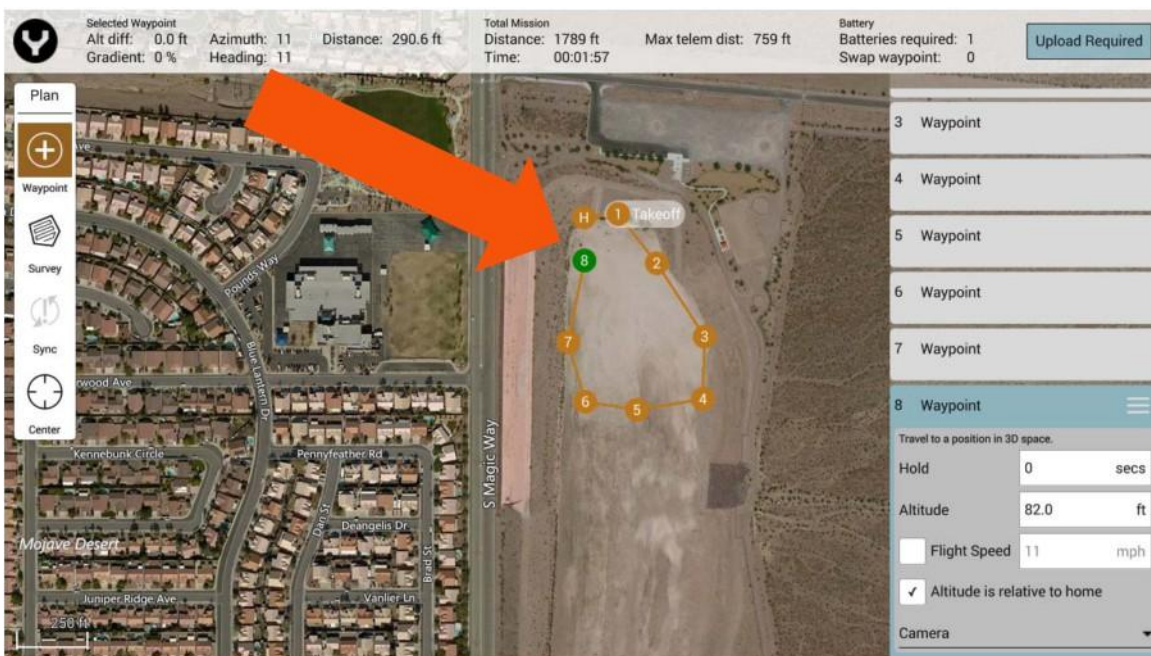 Selected Waypoint
Alt diff: 0.0 ft Azimuth: 11 Distance: 290.6 ft
Gradient: 0 % Heading: 11
Total Mission
Distance: 1789 ft Max telem dist: 759 ft
Time: 00:01:57
Battery
Batteries required: 1
Swap waypoint: 0
Upload Required
Plan
Waypoint
Survey
Sync
Center
Pounds Way
Blue Lantern Dr
Kennebunk Circle
Pennyfeather Rd
Dan St
Deangelis Dr
Brad St
Mojave Desert
Juniper Ridge Ave
Vanlier Ln
250 ft
S Magic Way
H
1 Takeoff
2
3
4
5
6
7
8
3 Waypoint
4 Waypoint
5 Waypoint
6 Waypoint
7 Waypoint
8 Waypoint
Travel to a position in 3D space.
Hold 0 secs
Altitude 82.0 ft
Flight Speed 11 mph
✓ Altitude is relative to home
Camera